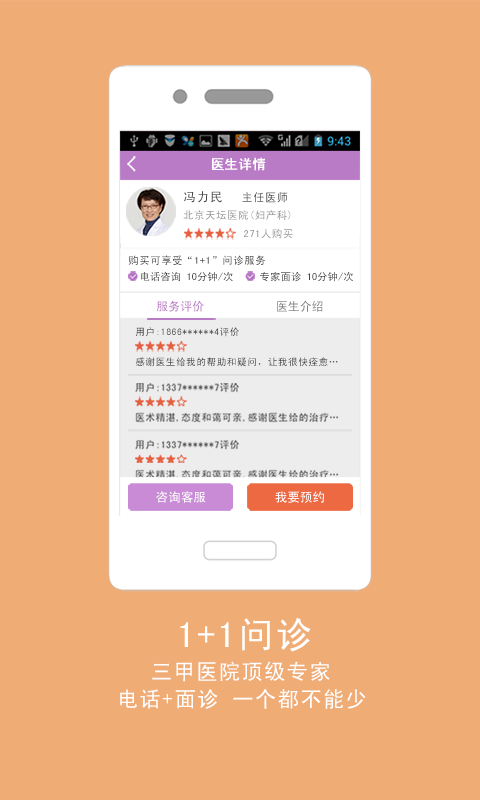 9:43
医生详情
冯力民 主任医师
北京天坛医院(妇产科)
271人购买
购买可享受“1+1”问诊服务
电话咨询 10分钟/次 专家面诊 10分钟/次
服务评价 医生介绍
用户:1866******4评价
感谢医生给我的帮助和疑问，让我很快痊愈…
用户:1337******7评价
医术精湛,态度和蔼可亲,感谢医生给的治疗…
用户:1337******7评价
医术精湛,态度和蔼可亲,感谢医生给的治疗…
咨询客服 我要预约
1+1问诊
三甲医院顶级专家
电话+面诊 一个都不能少